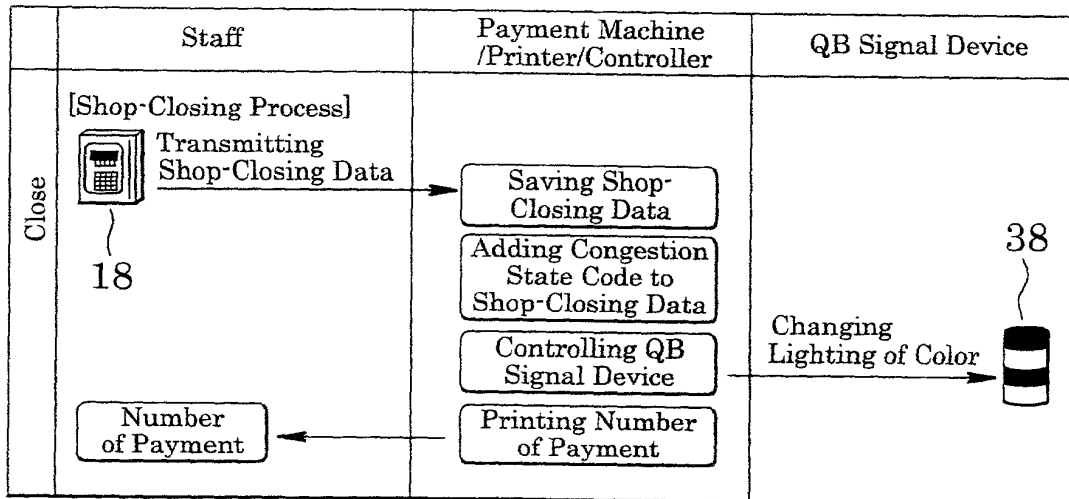 Staff
Payment Machine
/Printer/Controller
QB Signal Device
Close
[Shop-Closing Process]
Transmitting
Shop-Closing Data
18
Saving Shop-
Closing Data
Adding Congestion
State Code to
Shop-Closing Data
Controlling QB
Signal Device
Changing
Lighting of Color
38
Printing Number
of Payment
Number
of Payment